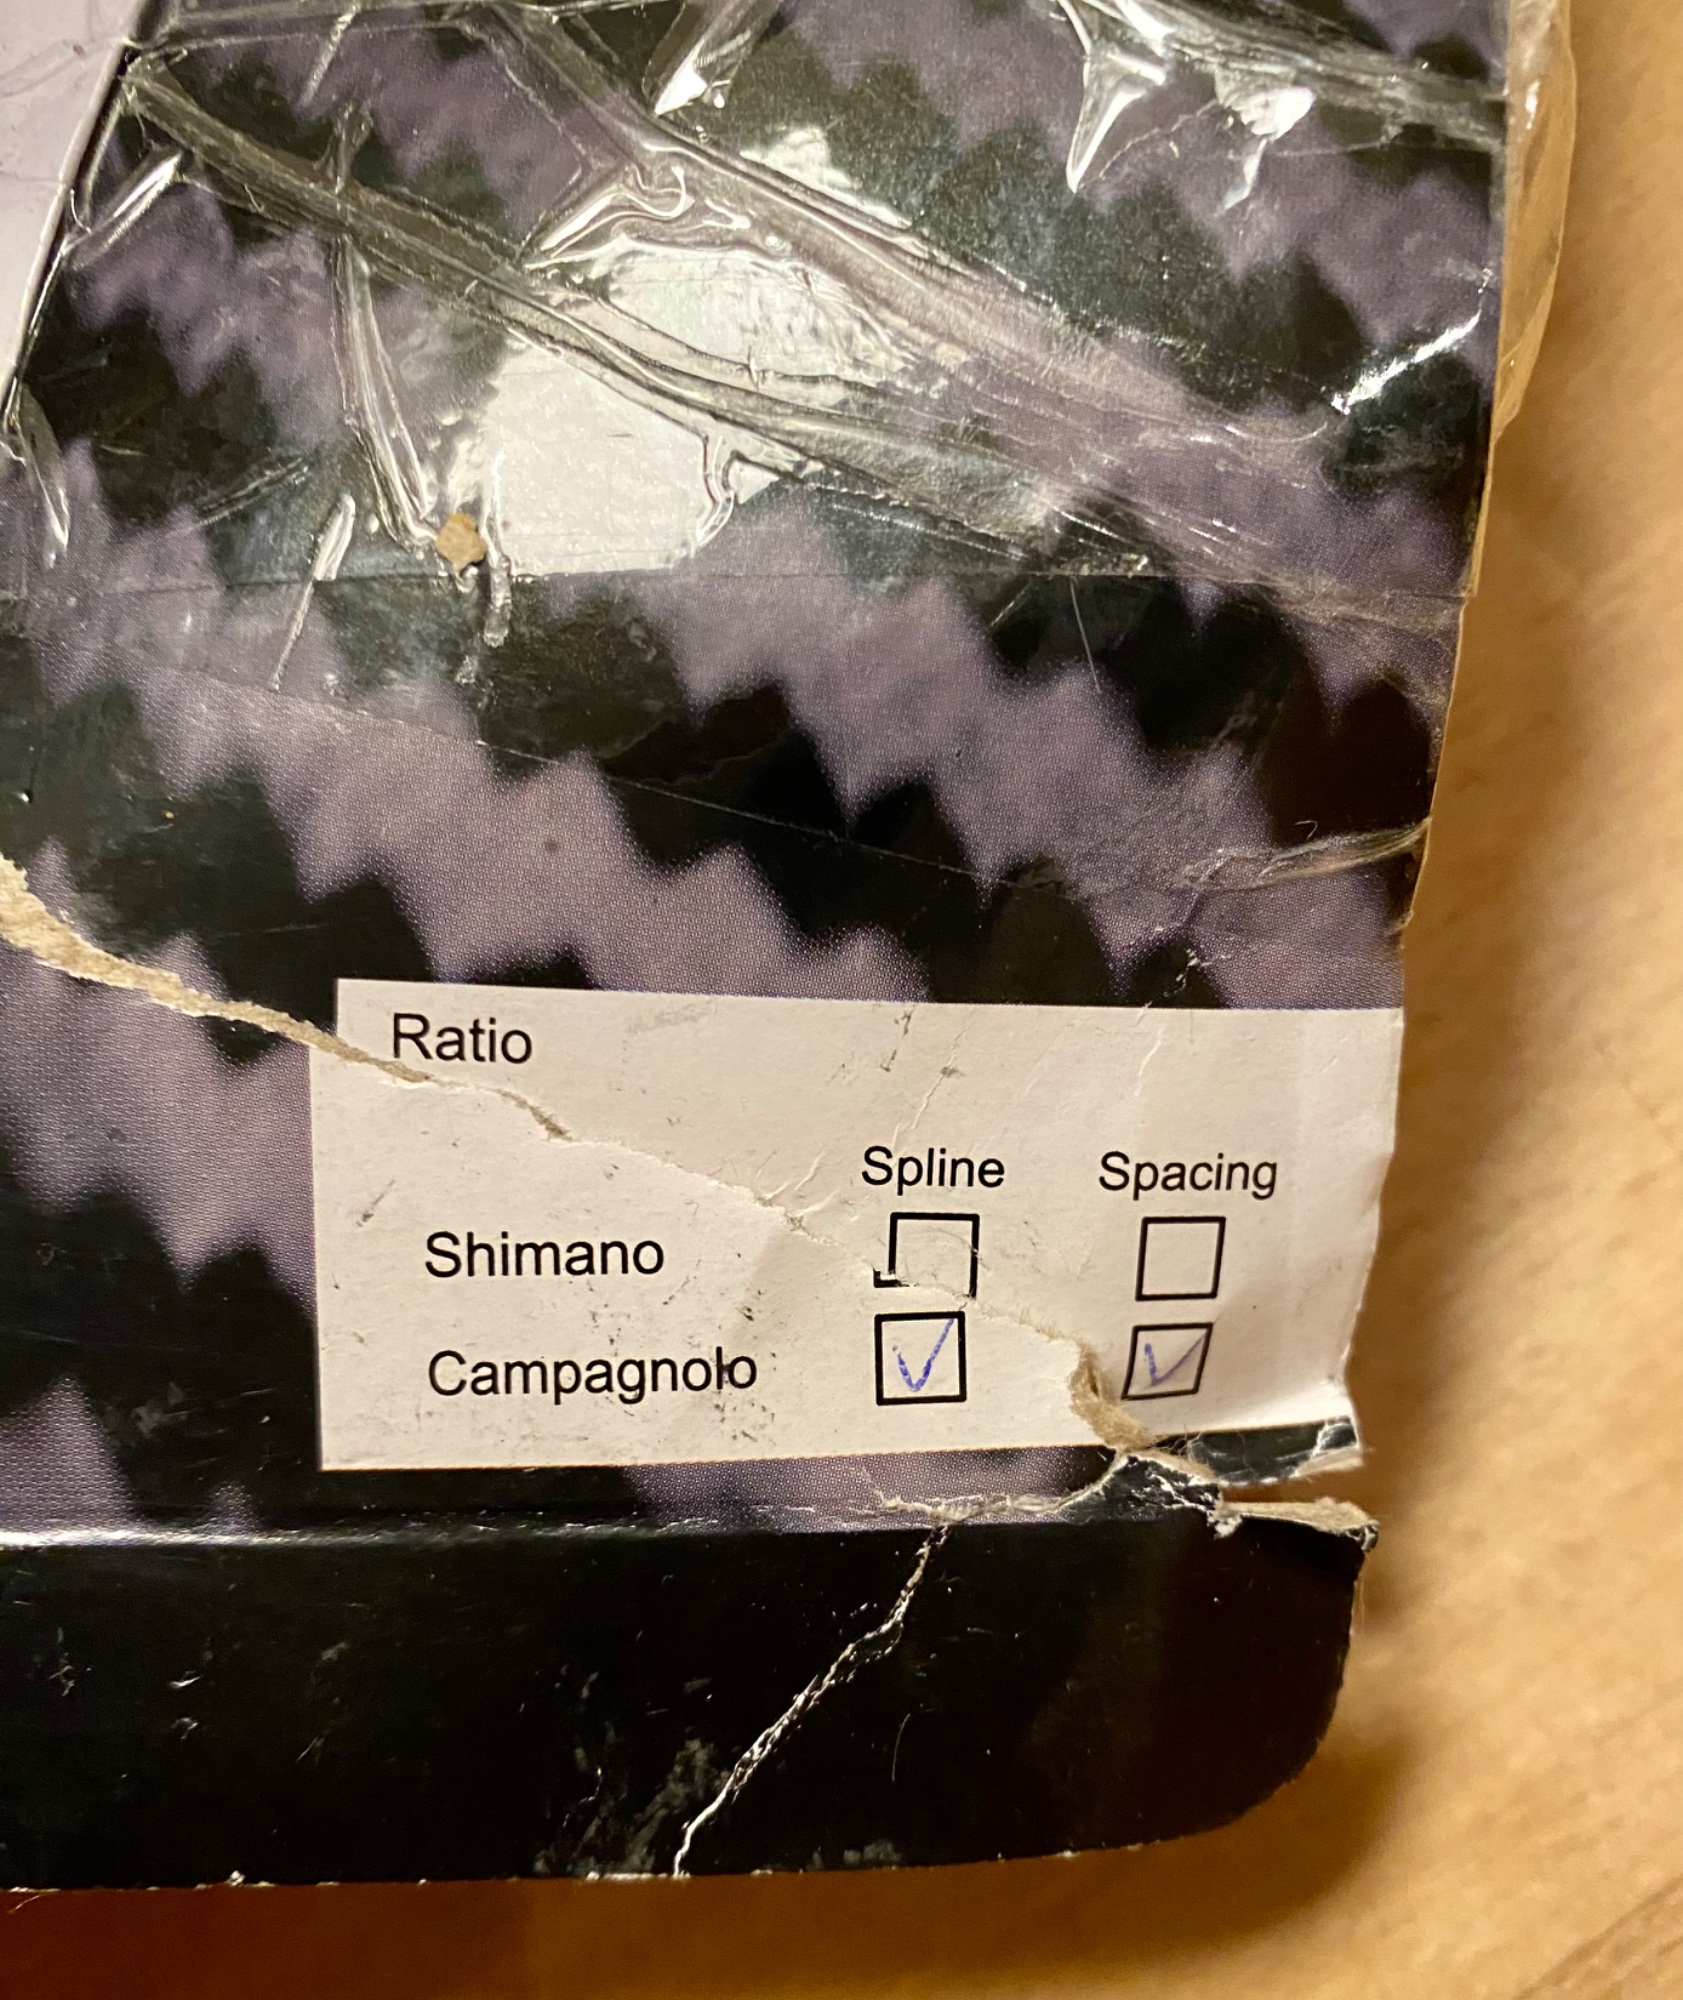 Ratio
Spline Spacing
Shimano
Campagnolo